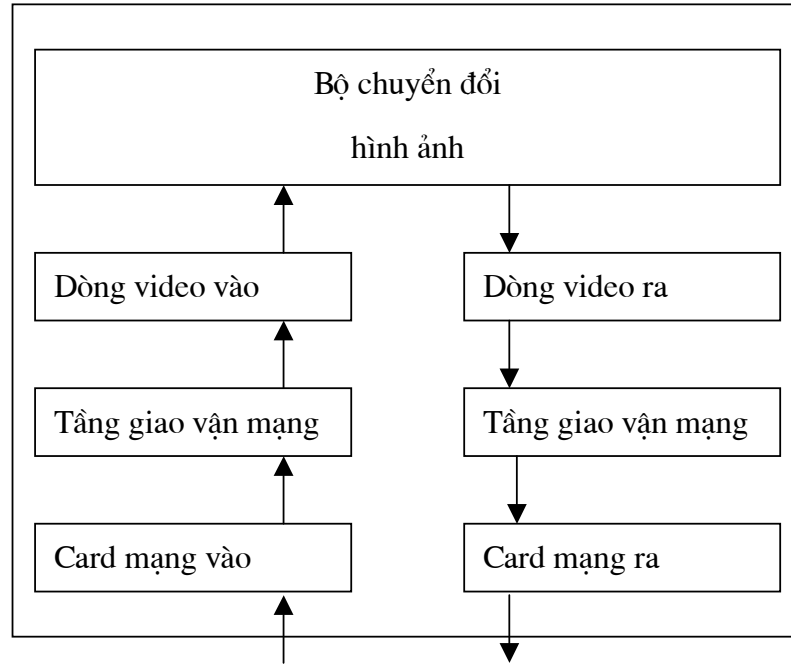 Bộ chuyển đổi
hình ảnh
Dòng video vào
Dòng video ra
Tầng giao vận mạng
Tầng giao vận mạng
Card mạng vào
Card mạng ra